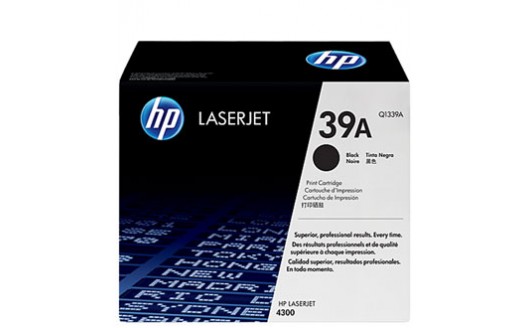 hp
hp
LASERJET
39A
Q1339A
Black Tinta Negra
Noire 黑色
Print Cartridge
Cartouche d'Impression
Cartucho de Impresión
打印碳粉
Superior, professional results. Every time.
Des résultats professionnels et de qualité
supérieure à chaque impression.
Calidad superior, resultados profesionales.
En todo momento.
HP LASERJET
4300